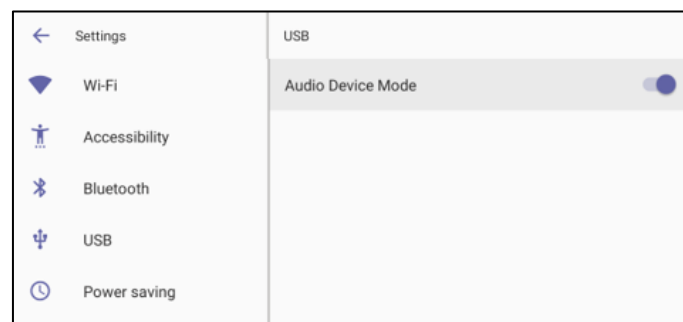 Settings
Wi-Fi
Accessibility
Bluetooth
USB
Power saving
USB
Audio Device Mode